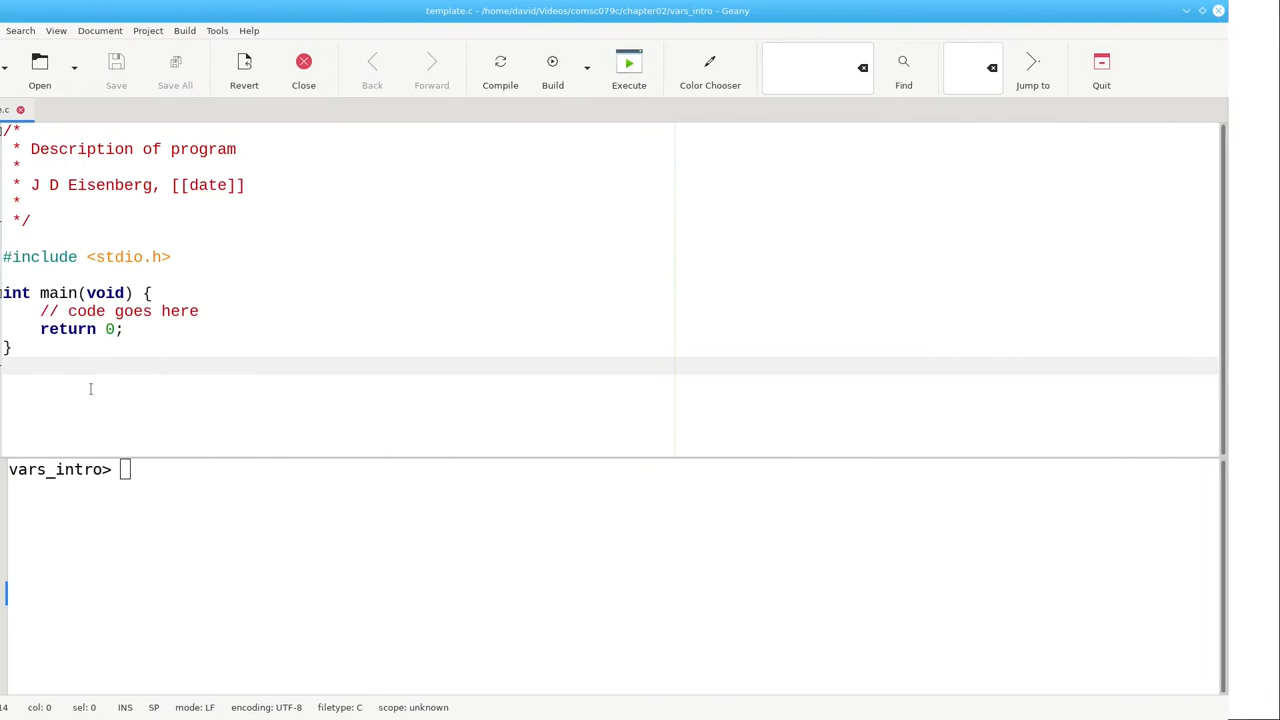 template.c - /home/david/Videos/comsc079c/chapter02/vars_intro - Geany
Search View Document Project Build Tools Help
Open Save Save All Revert Close Back Forward Compile Build Execute Color Chooser Find Jump to Quit
.c
/*
* Description of program
*
* J D Eisenberg, [[date]]
*
*/
#include <stdio.h>
int main(void) {
// code goes here
return 0;
}
vars_intro>
14 col: 0 sel: 0 INS SP mode: LF encoding: UTF-8 filetype: C scope: unknown